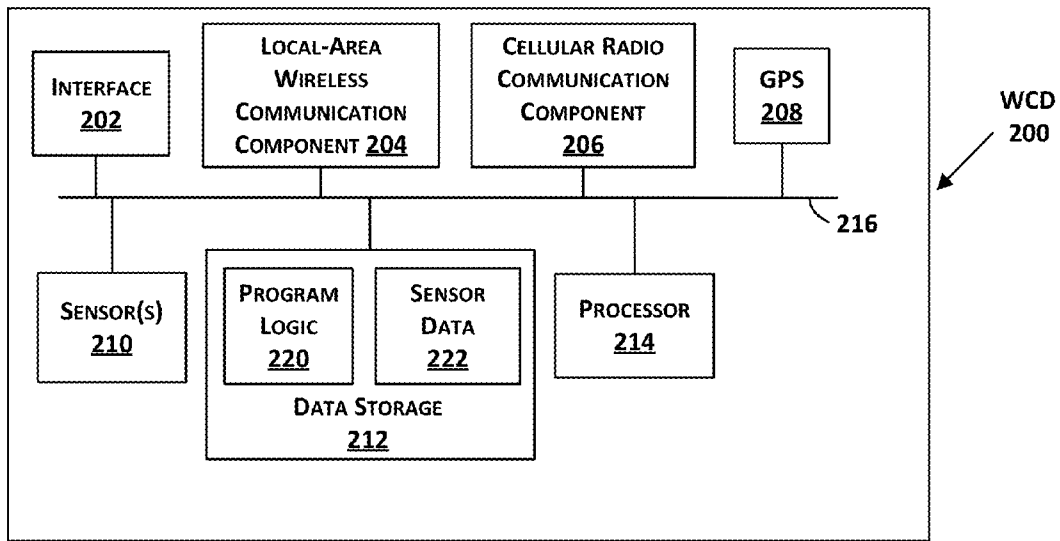 INTERFACE
202
LOCAL-AREA
WIRELESS
COMMUNICATION
COMPONENT 204
CELLULAR RADIO
COMMUNICATION
COMPONENT
206
GPS
208
WCD
200
216
SENSOR(S)
210
PROGRAM
LOGIC
220
SENSOR
DATA
222
DATA STORAGE
212
PROCESSOR
214